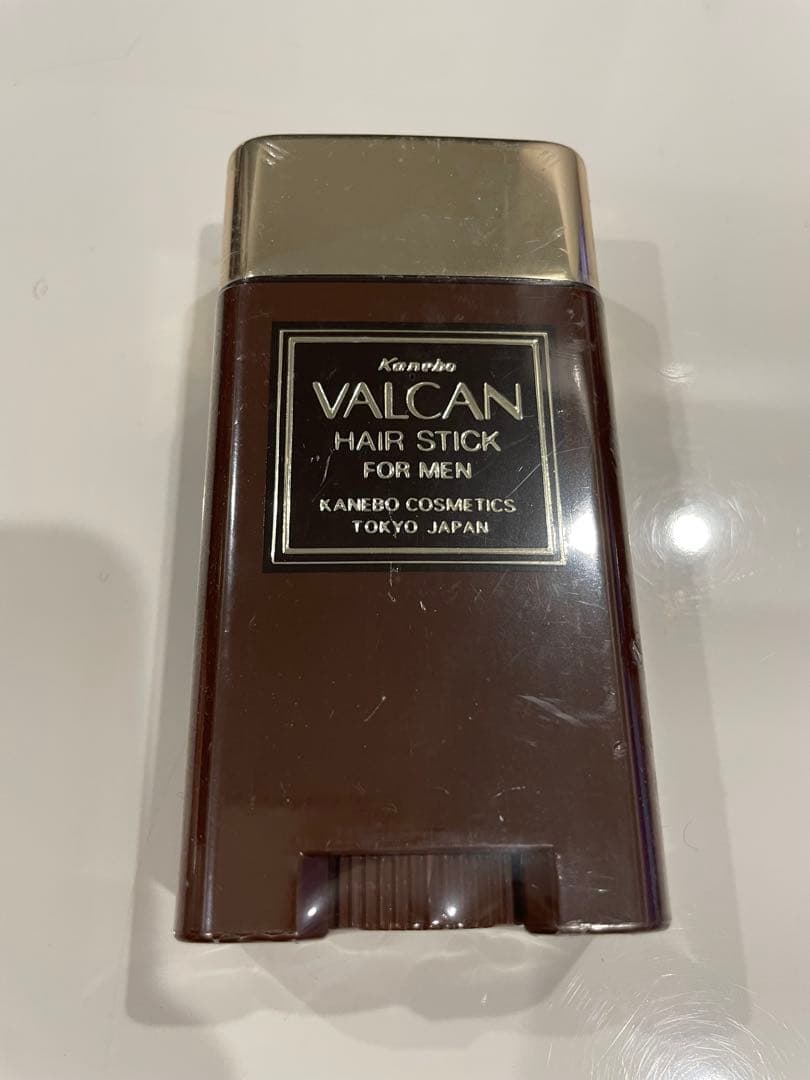 Kanebo
VALCAN
HAIR STICK
FOR MEN
KANEBO COSMETICS
TOKYO JAPAN